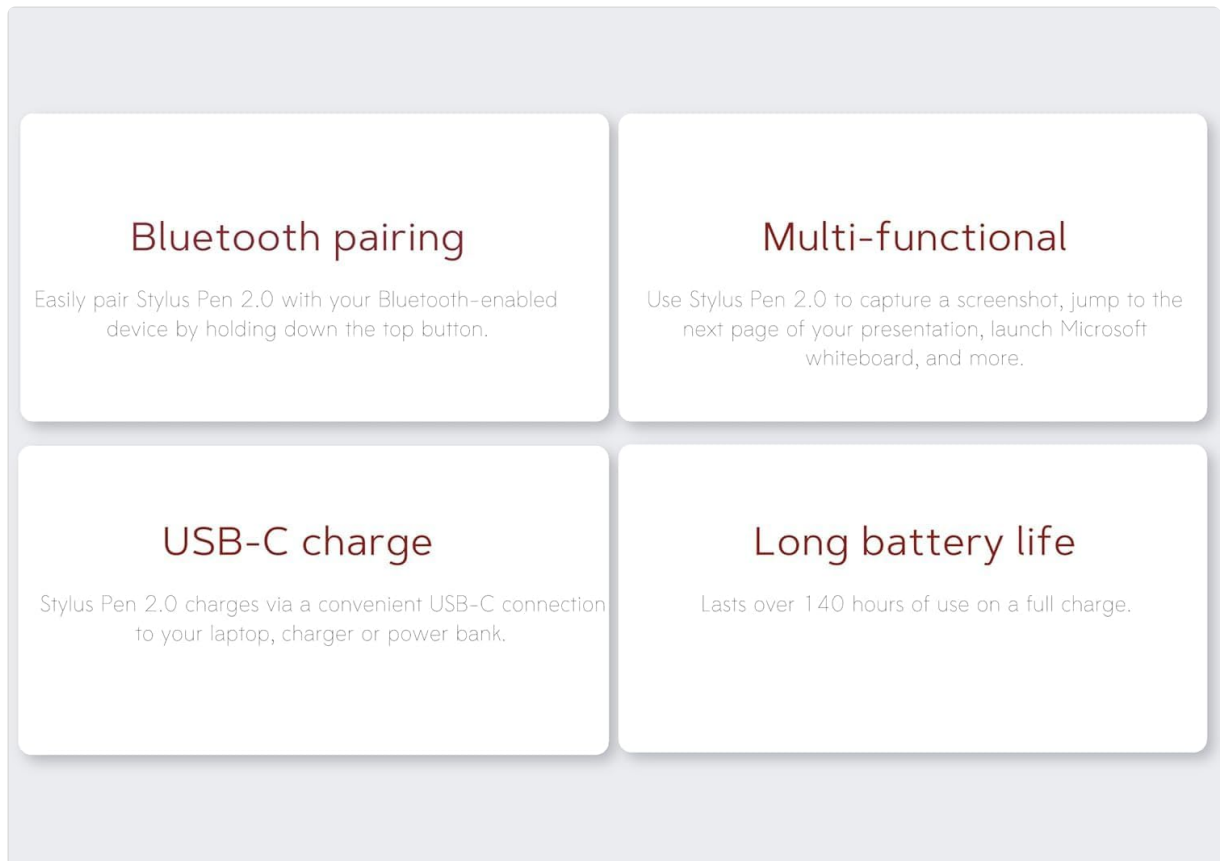 Bluetooth pairing
Easily pair Stylus Pen 2.0 with your Bluetooth-enabled
device by holding down the top button.
Multi-functional
Use Stylus Pen 2.0 to capture a screenshot, jump to the
next page of your presentation, launch Microsoft
whiteboard, and more.
USB-C charge
Stylus Pen 2.0 charges via a convenient USB-C connection
to your laptop, charger or power bank.
Long battery life
Lasts over 140 hours of use on a full charge.